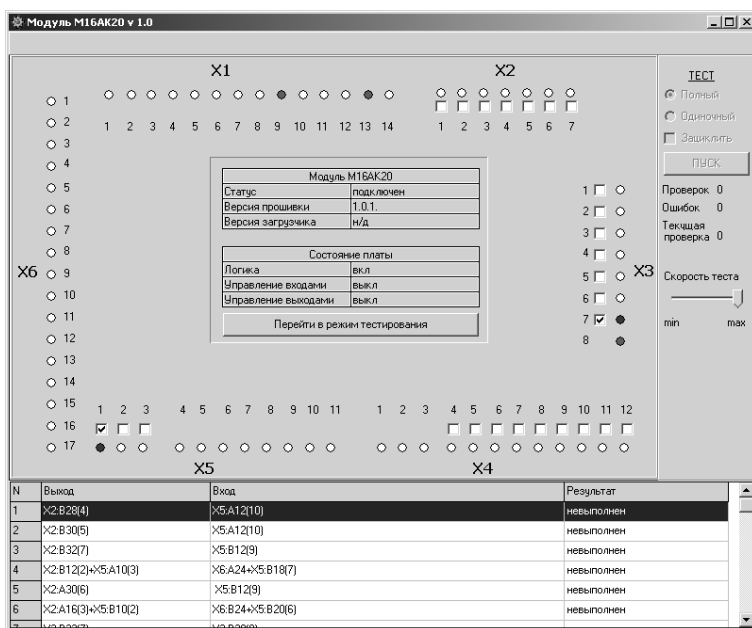 Модуль М16АК20 v 1.0
X1
X2
1 2 3 4 5 6 7 8 9 10 11 12 13 14
1 2 3 4 5 6 7
X6
1
2
3
4
5
6
7
8
9
10
11
12
13
14
15
16
17
Модуль М16АК20
Статус подключен
Версия прошивки 1.0.1.
Версия загрузчика н/д
Состояние платы
Логика вкл
Управление входами выкл
Управление выходами выкл
Перейти в режим тестирования
X3
1
2
3
4
5
6
7
8
1 2 3 4 5 6 7 8 9 10 11
X5
1 2 3 4 5 6 7 8 9 10 11 12
X4
ТЕСТ
Полный
Одиночный
Зациклить
ПУСК
Проверок 0
Ошибок 0
Текущая
проверка 0
Скорость теста
min max
N Выход Вход Результат
1 X2:B28(4) X5:A12(10) невыполнен
2 X2:B30(5) X5:A12(10) невыполнен
3 X2:B32(7) X5:B12(9) невыполнен
4 X2:B12(2)+X5:A10(3) X6:A24+X5:B18(7) невыполнен
5 X2:A30(6) X5:B12(9) невыполнен
6 X2:A16(3)+X5:B10(2) X6:B24+X5:B20(6) невыполнен